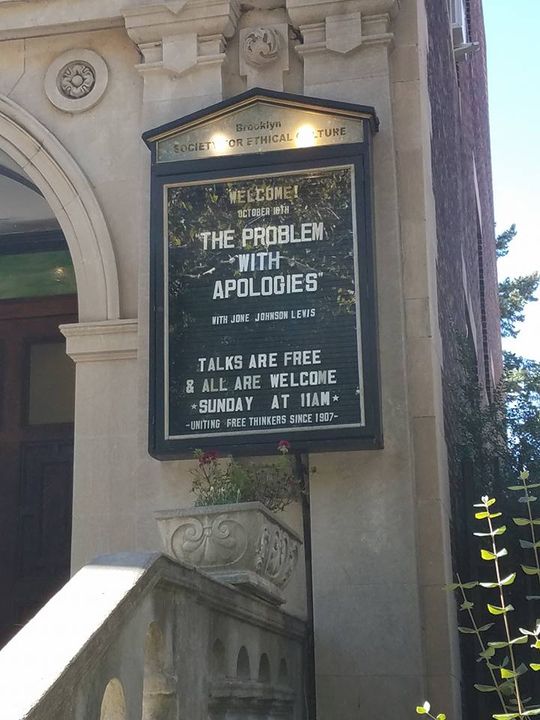 Brooklyn
SOCIETY FOR ETHICAL CULTURE
WELCOME!
OCTOBER 16TH
"THE PROBLEM
WITH
APOLOGIES"
WITH JONE JOHNSON LEWIS
TALKS ARE FREE
& ALL ARE WELCOME
*SUNDAY AT 11AM*
-UNITING FREE THINKERS SINCE 1907-